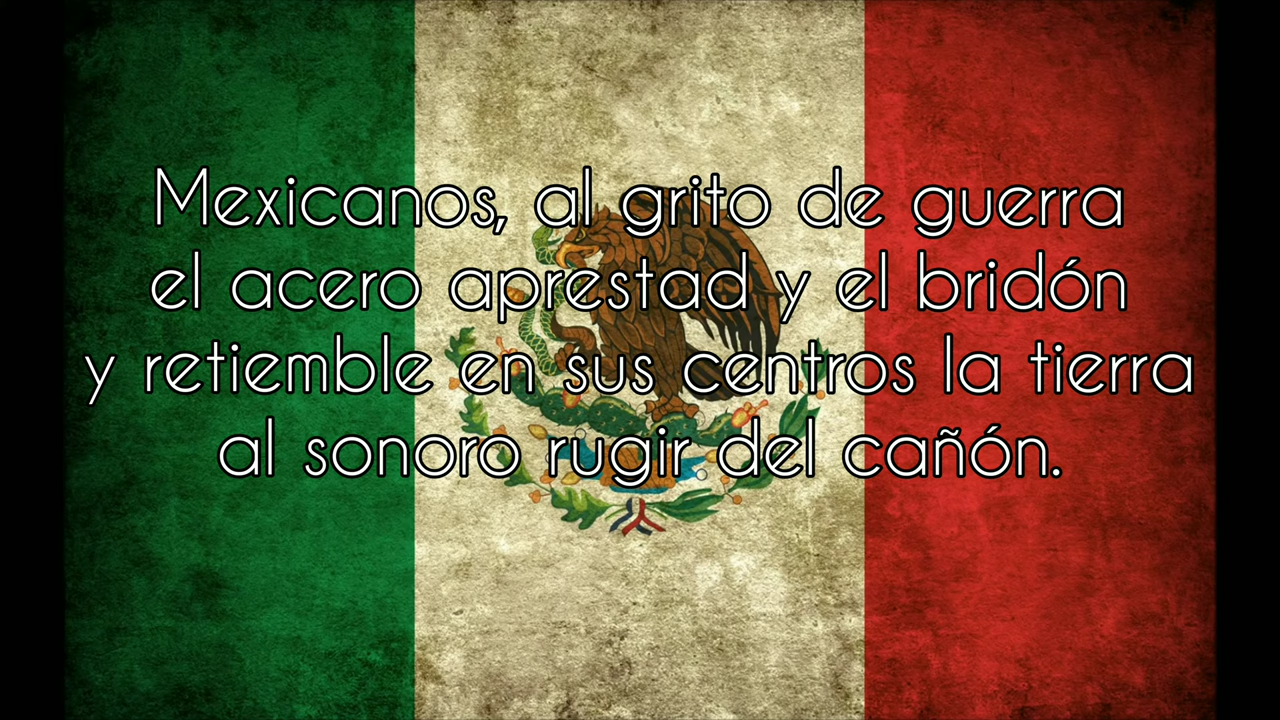 Mexicanos, al grito de guerra
el acero aprestad y el bridón
y retiemble en sus centros la tierra
al sonoro rugir del cañón.